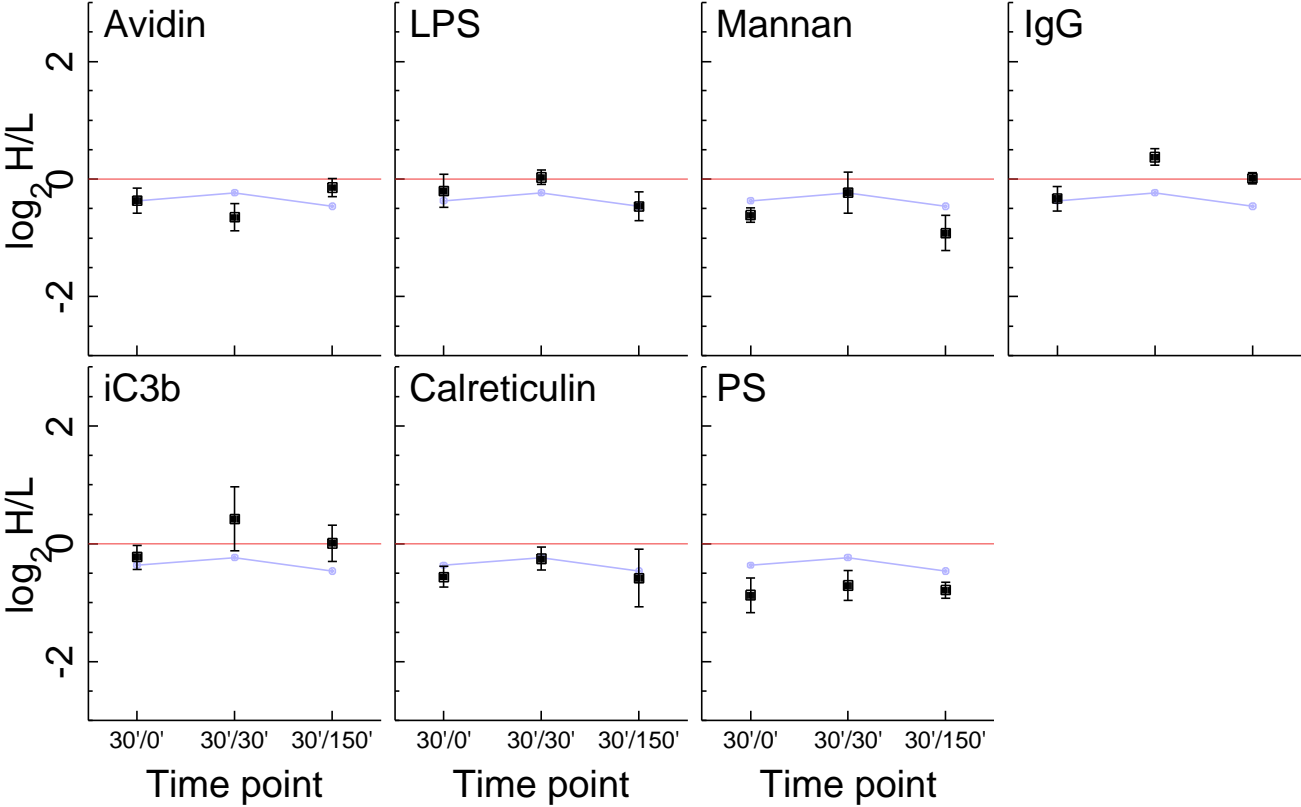 Avidin
LPS
Mannan
IgG
2
0
-2
log2 H/L
iC3b
Calreticulin
PS
2
0
-2
log2 H/L
30'/0' 30'/30' 30'/150'
30'/0' 30'/30' 30'/150'
30'/0' 30'/30' 30'/150'
Time point
Time point
Time point